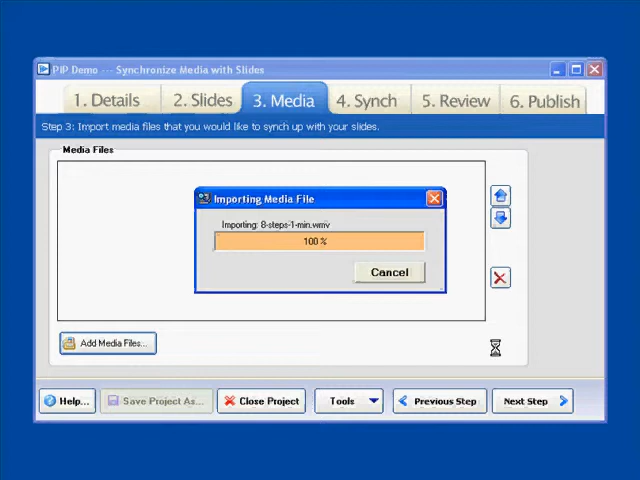 PIP Demo --- Synchronize Media with Slides
1. Details
2. Slides
3. Media
4. Synch
5. Review
6. Publish
Step 3: Import media files that you would like to synch up with your slides.
Media Files
Importing Media File
Importing: 8-steps-1-min.wmv
100 %
Cancel
Add Media Files...
Help...
Save Project As...
Close Project
Tools
Previous Step
Next Step